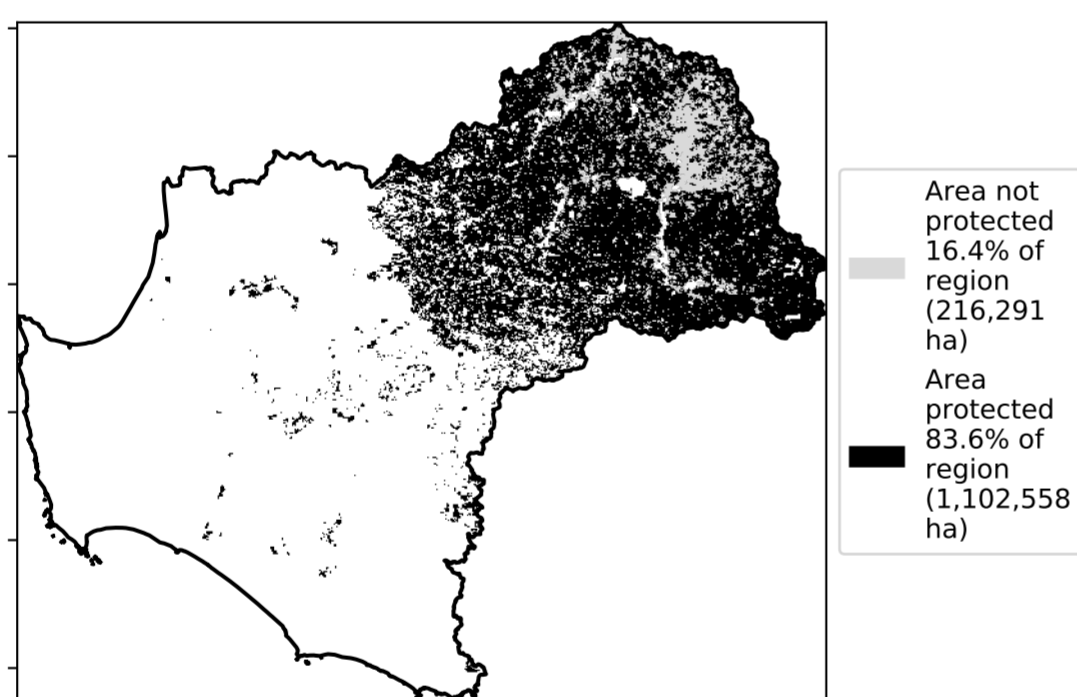 Area not
protected
16.4% of
region
(216,291
ha)
Area
protected
83.6% of
region
(1,102,558
ha)